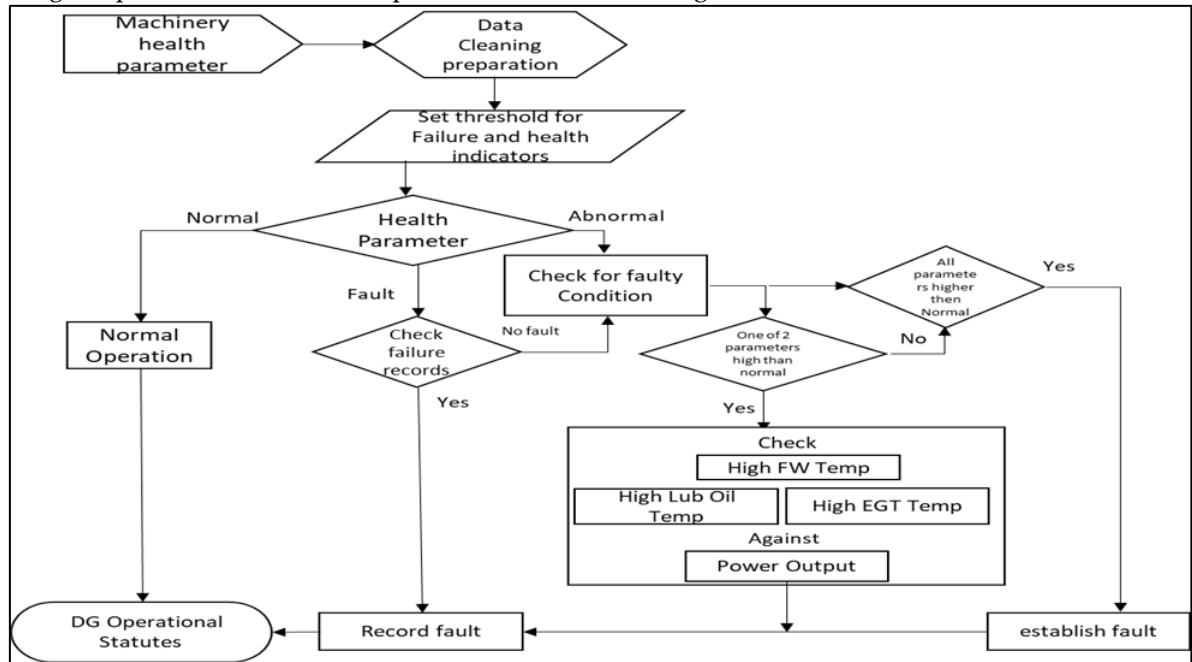 Machinery
health
parameter
Data
Cleaning
preparation
Set threshold for
Failure and health
indicators
Normal
Health
Parameter
Abnormal
Check for faulty
Condition
All
paramete
rs higher
then
Normal
Yes
Fault
Normal
Operation
Check
failure
records
No fault
One of 2
parameters
high than
normal
No
Yes
Yes
Check
High FW Temp
High Lub Oil
Temp
High EGT Temp
Against
Power Output
DG Operational
Statutes
Record fault
establish fault